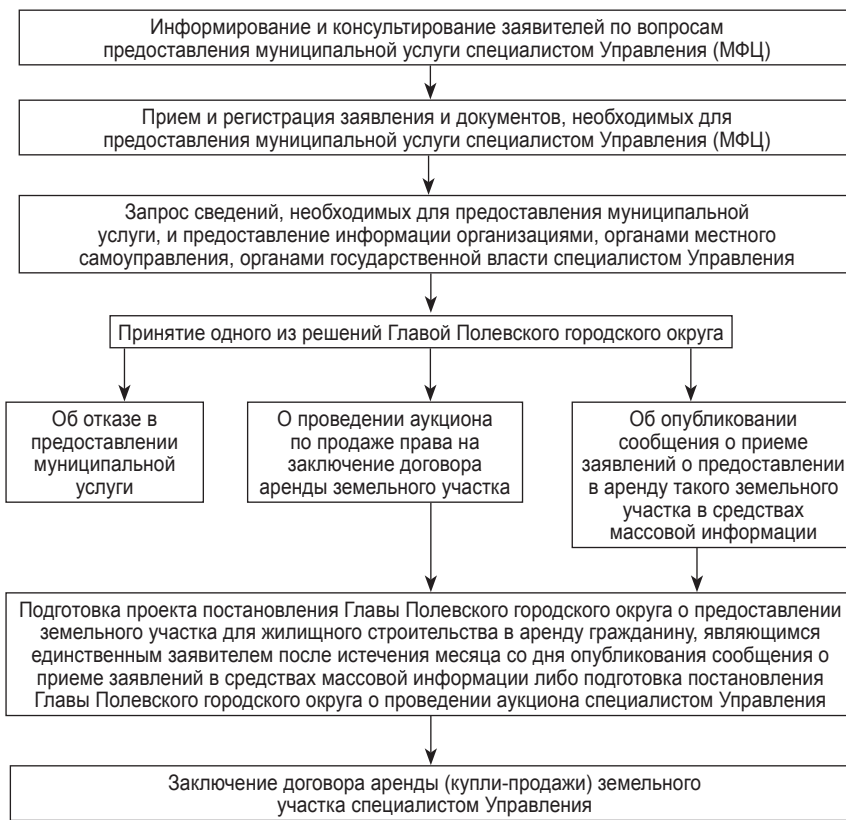 Информирование и консультирование заявителей по вопросам
предоставления муниципальной услуги специалистом Управления (МФЦ)
Прием и регистрация заявления и документов, необходимых для
предоставления муниципальной услуги специалистом Управления (МФЦ)
Запрос сведений, необходимых для предоставления муниципальной
услуги, и предоставление информации организациями, органами местного
самоуправления, органами государственной власти специалистом Управления
Принятие одного из решений Главой Полевского городского округа
Об отказе в
предоставлении
муниципальной
услуги
О проведении аукциона
по продаже права на
заключение договора
аренды земельного участка
Об опубликовании
сообщения о приеме
заявлений о предоставлении
в аренду такого земельного
участка в средствах
массовой информации
Подготовка проекта постановления Главы Полевского городского округа о предоставлении
земельного участка для жилищного строительства в аренду гражданину, являющимся
единственным заявителем после истечения месяца со дня опубликования сообщения о
приеме заявлений в средствах массовой информации либо подготовка постановления
Главы Полевского городского округа о проведении аукциона специалистом Управления
Заключение договора аренды (купли-продажи) земельного
участка специалистом Управления